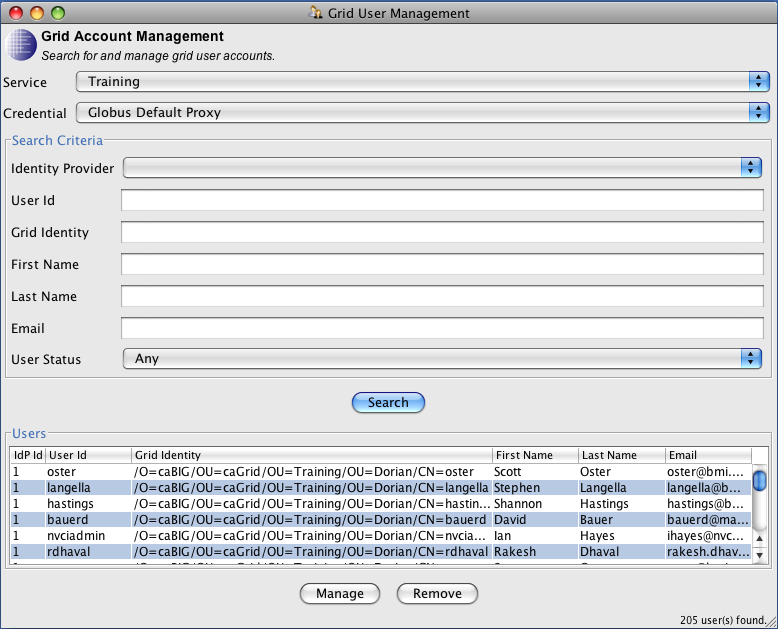 Grid User Management
Grid Account Management
Search for and manage grid user accounts.
Service Training
Credential Globus Default Proxy
Search Criteria
Identity Provider
User Id
Grid Identity
First Name
Last Name
Email
User Status Any
Search
Users
IdP Id User Id Grid Identity First Name Last Name Email
1 oster /O=caBIG/OU=caGrid/OU=Training/OU=Dorian/CN=oster Scott Oster oster@bmi....
1 langella /O=caBIG/OU=caGrid/OU=Training/OU=Dorian/CN=langella Stephen Langella langella@b...
1 hastings /O=caBIG/OU=caGrid/OU=Training/OU=Dorian/CN=hastin... Shannon Hastings hastings@b...
1 bauerd /O=caBIG/OU=caGrid/OU=Training/OU=Dorian/CN=bauerd David Bauer bauerd@ma...
1 nvciadmin /O=caBIG/OU=caGrid/OU=Training/OU=Dorian/CN=nvcia... Ian Hayes ihayes@nvc...
1 rdhaval /O=caBIG/OU=caGrid/OU=Training/OU=Dorian/CN=rdhaval Rakesh Dhaval rakesh.dhav...
Manage Remove
205 user(s) found.